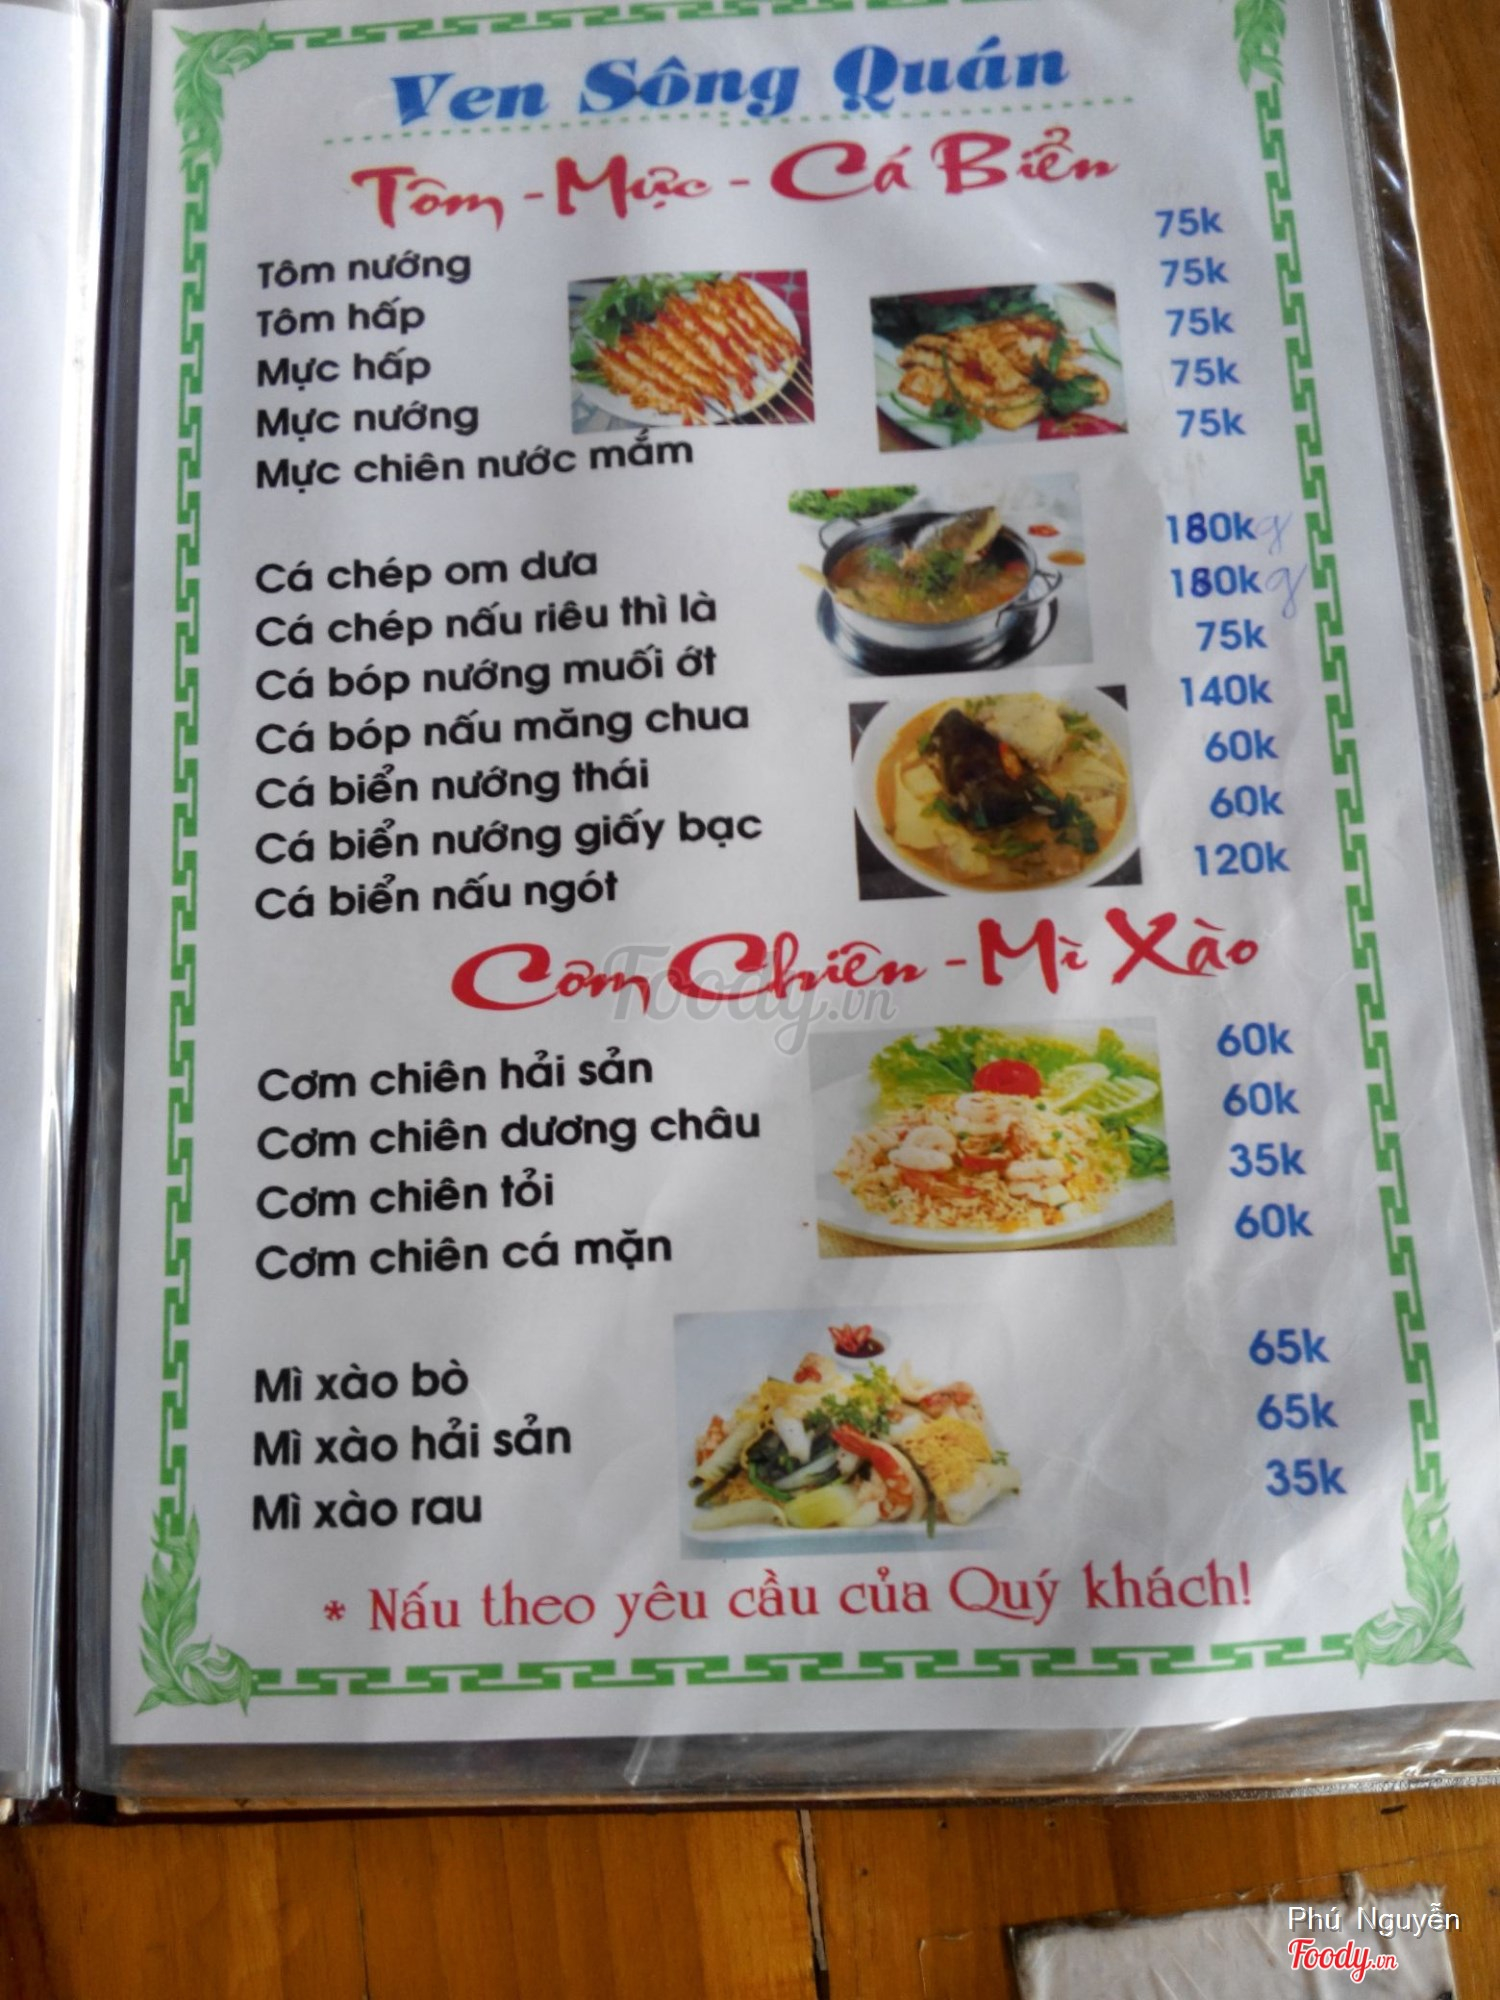 Ven Sông Quán
Tôm - Mực - Cá Biển
Tôm nướng 75k
Tôm hấp 75k
Mực hấp 75k
Mực nướng 75k
Mực chiên nước mắm 75k
Cá chép om dưa 180kg
Cá chép nấu riêu thì là 180kg
Cá bóp nướng muối ớt 75k
Cá bóp nấu măng chua 140k
Cá biển nướng thái 60k
Cá biển nướng giấy bạc 60k
Cá biển nấu ngót 120k
Cơm Chiên - Mì Xào
Foody.vn
Cơm chiên hải sản 60k
Cơm chiên dương châu 60k
Cơm chiên tỏi 35k
Cơm chiên cá mặn 60k
Mì xào bò 65k
Mì xào hải sản 65k
Mì xào rau 35k
* Nấu theo yêu cầu của Quý khách!
Phú Nguyễn
Foody.vn